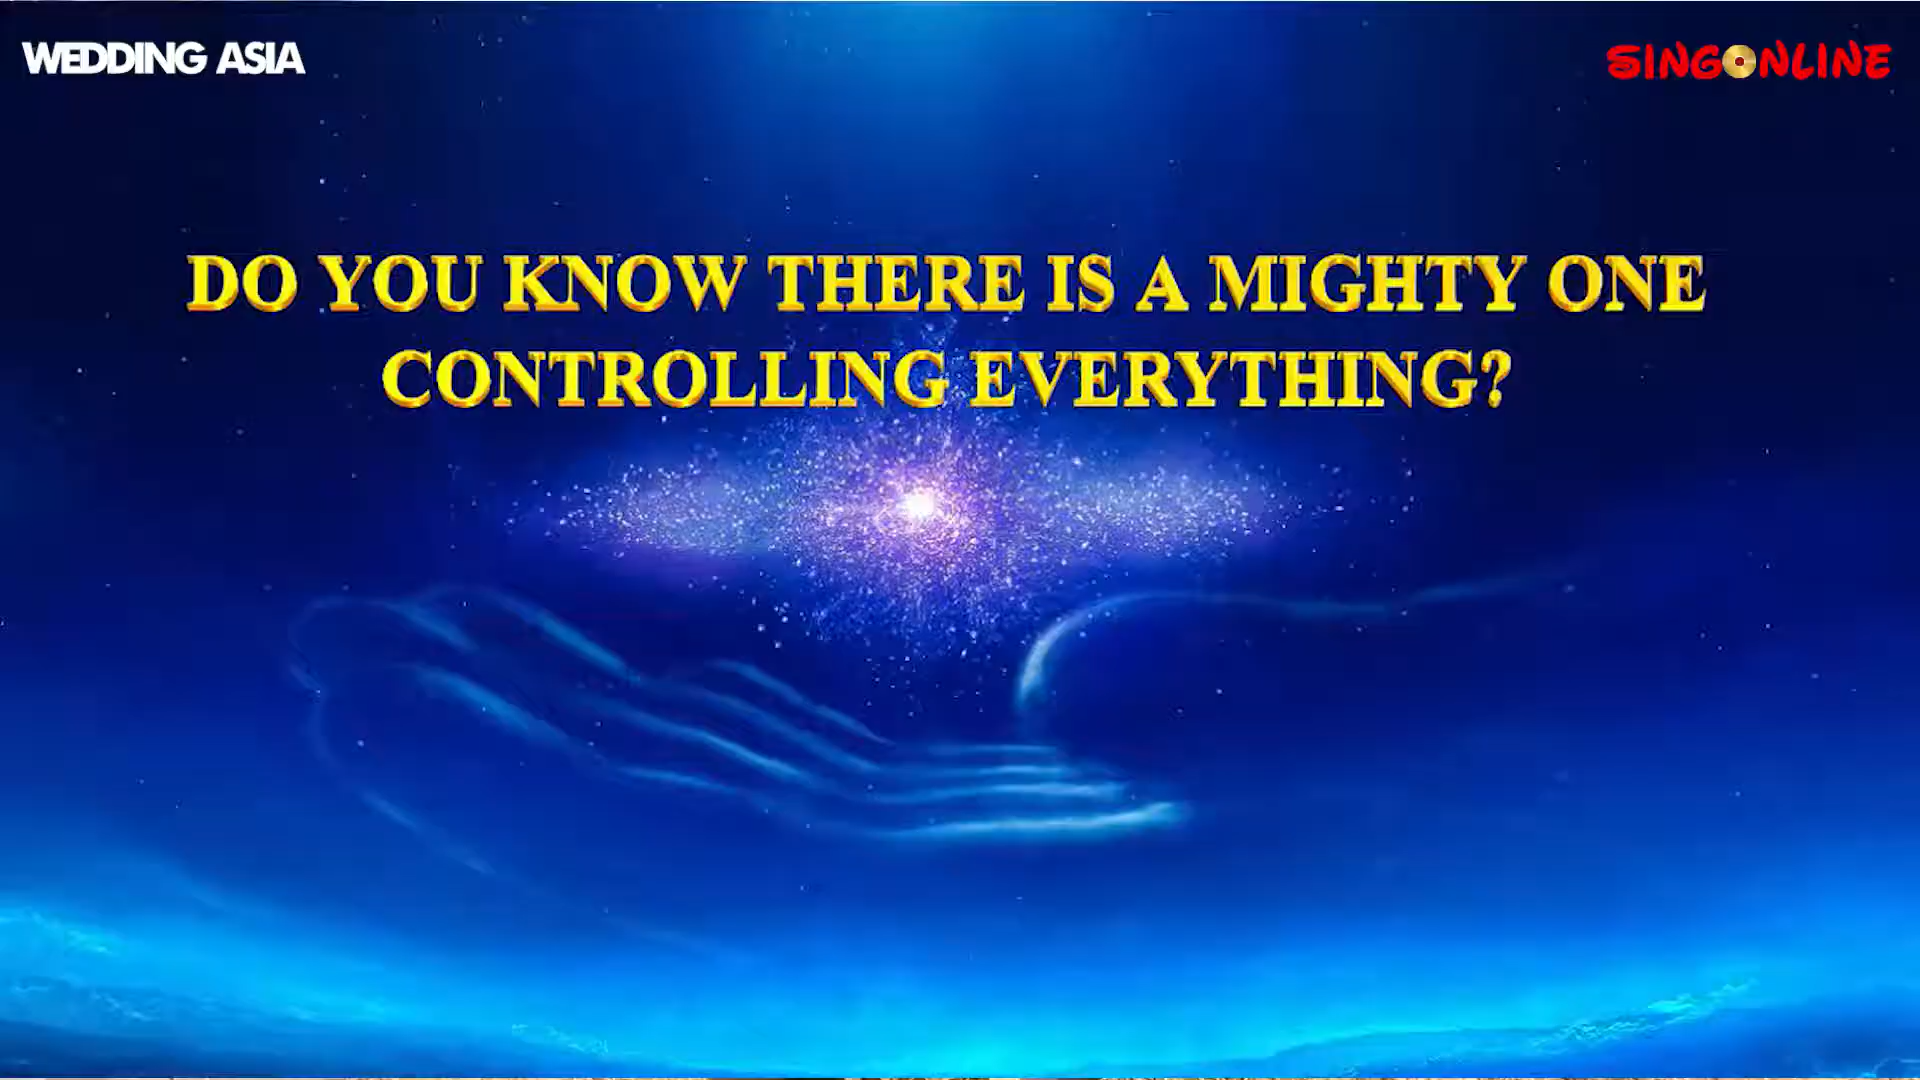 WEDDING ASIA
SINGONLINE
DO YOU KNOW THERE IS A MIGHTY ONE
CONTROLLING EVERYTHING?